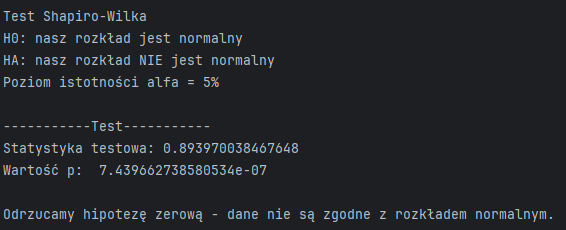 Test Shapiro-Wilka
H0: nasz rozkład jest normalny
HA: nasz rozkład NIE jest normalny
Poziom istotności alfa = 5%
-----------Test-----------
Statystyka testowa: 0.893970038467648
Wartość p:  7.439662738580534e-07
Odrzucamy hipotezę zerową - dane nie są zgodne z rozkładem normalnym.